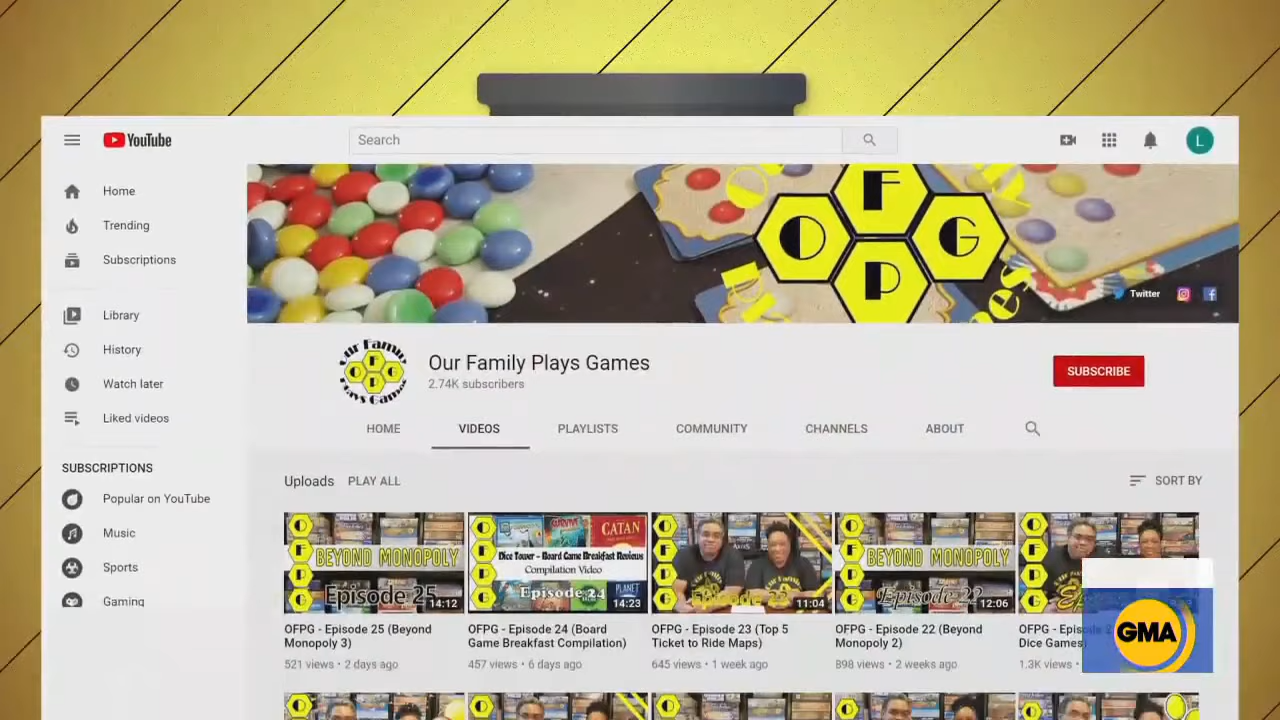 YouTube
Search
L
Home
Trending
Subscriptions
Library
History
Watch later
Liked videos
SUBSCRIPTIONS
Popular on YouTube
Music
Sports
Gaming
F
O G
P
Twitter
Our Family
F
O G
P
Plays Games
Our Family Plays Games
2.74K subscribers
SUBSCRIBE
HOME VIDEOS PLAYLISTS COMMUNITY CHANNELS ABOUT
Uploads PLAY ALL
SORT BY
O
F
P
G
BEYOND MONOPOLY
Episode 25
14:12
OFPG - Episode 25 (Beyond
Monopoly 3)
521 views • 2 days ago
O
F
P
G
SURVIVE
CATAN
Dice Tower - Board Game Breakfast Reviews
Compilation Video
PLANET
Episode 24
14:23
OFPG - Episode 24 (Board
Game Breakfast Compilation)
457 views • 6 days ago
O
F
P
G
Our Family
Episode 23
11:04
OFPG - Episode 23 (Top 5
Ticket to Ride Maps)
645 views • 1 week ago
O
F
P
G
BEYOND MONOPOLY
Episode 22
12:06
OFPG - Episode 22 (Beyond
Monopoly 2)
898 views • 2 weeks ago
O
F
P
G
OFPG - Episode
Dice Games)
1.3K views •
GMA